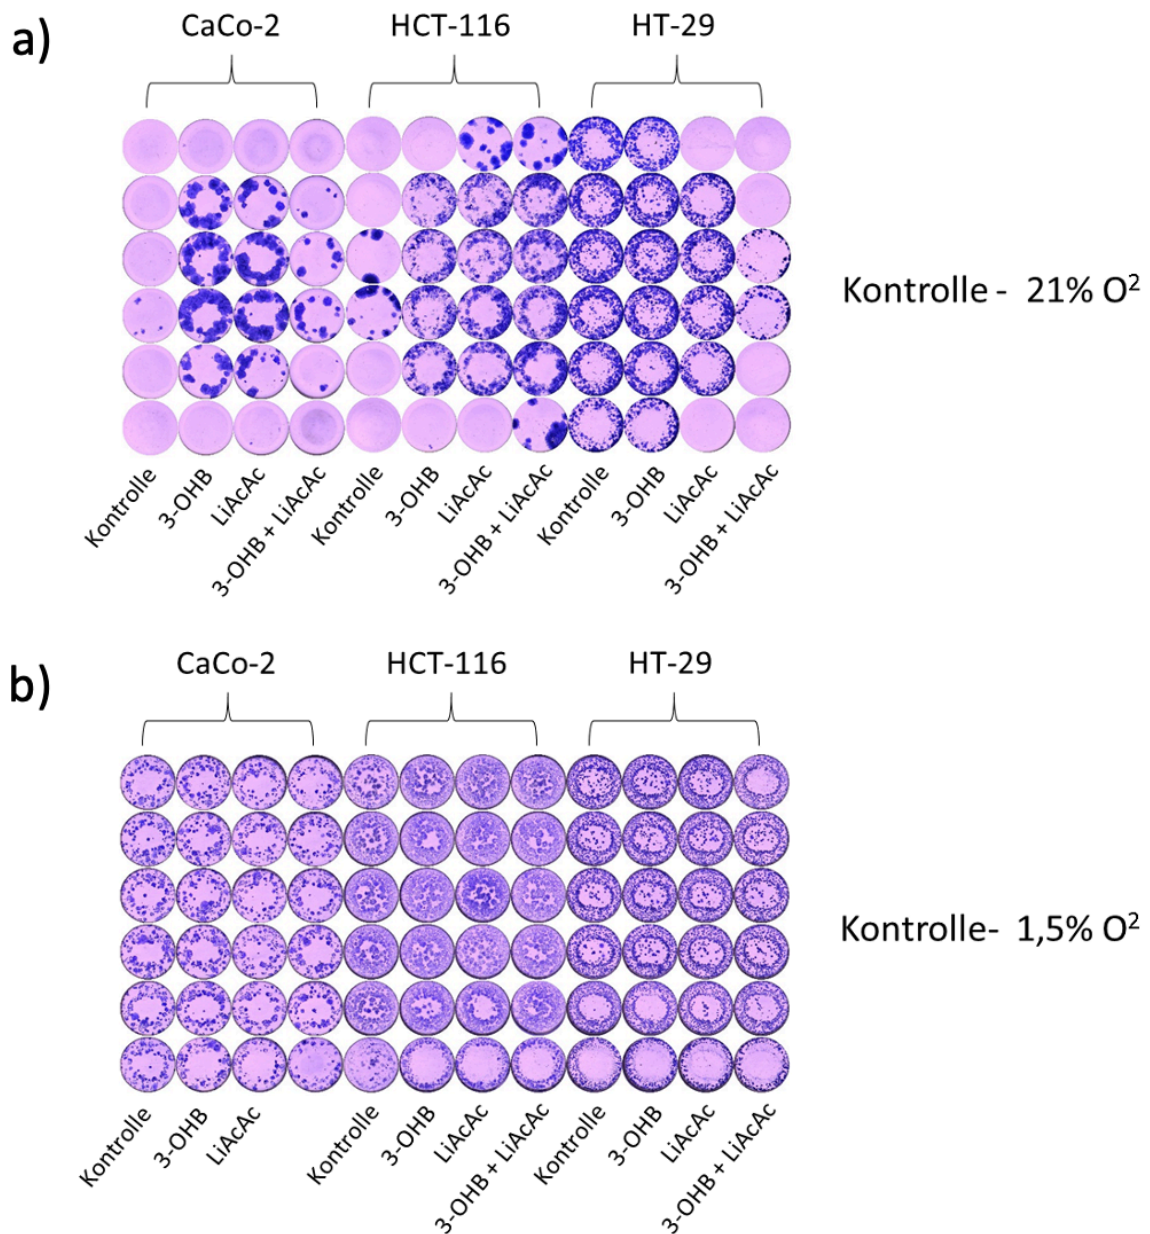 a)
CaCo-2
HCT-116
HT-29
Kontrolle - 21% O²
Kontrolle
3-OHB
LiAcAc
3-OHB + LiAcAc
Kontrolle
3-OHB
LiAcAc
3-OHB + LiAcAc
Kontrolle
3-OHB
LiAcAc
3-OHB + LiAcAc
b)
CaCo-2
HCT-116
HT-29
Kontrolle- 1,5% O²
Kontrolle
3-OHB
LiAcAc
Kontrolle
3-OHB
LiAcAc
3-OHB + LiAcAc
Kontrolle
3-OHB
LiAcAc
3-OHB + LiAcAc